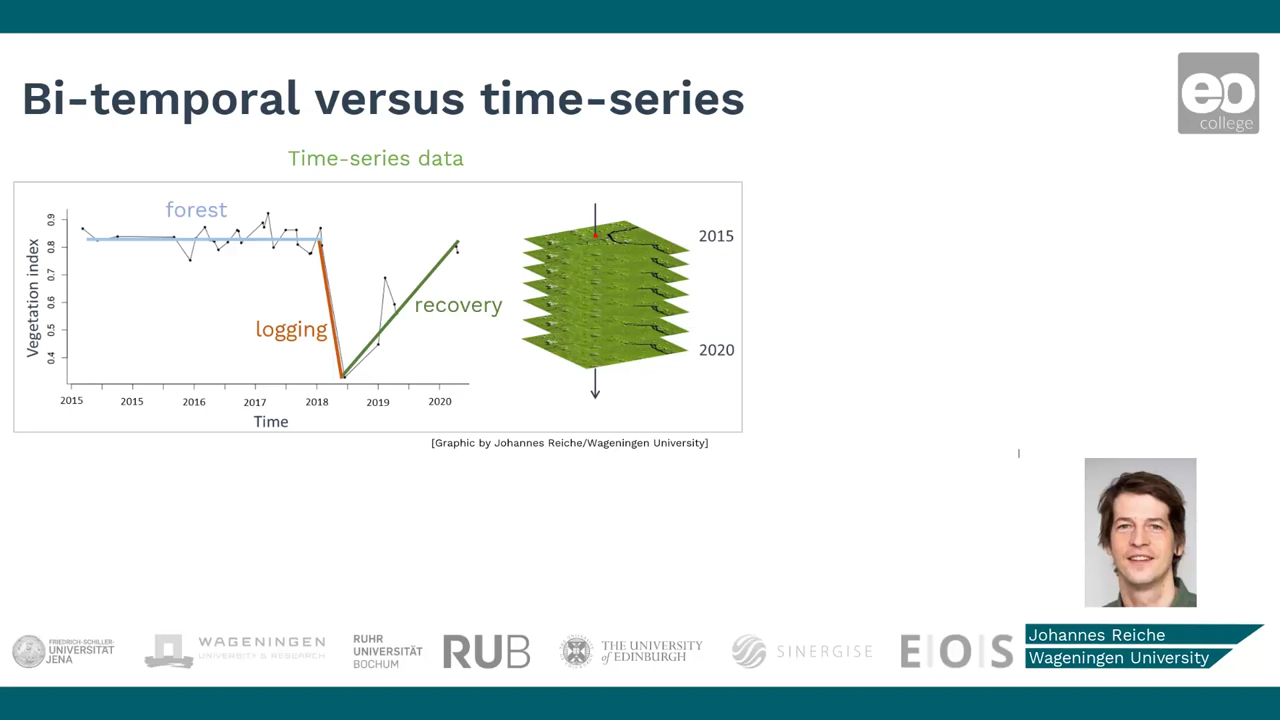 Bi-temporal versus time-series
eo
college
Time-series data
forest
logging
recovery
Vegetation index
0.9
0.8
0.7
0.6
0.5
0.4
2015
2015
2016
2017
2018
2019
2020
Time
2015
2020
[Graphic by Johannes Reiche/Wageningen University]
FRIEDRICH-SCHILLER-
UNIVERSITÄT
JENA
WAGENINGEN
UNIVERSITY & RESEARCH
RUHR
UNIVERSITÄT
BOCHUM
RUB
THE UNIVERSITY
of EDINBURGH
SINERGISE
E|O|S
Johannes Reiche
Wageningen University